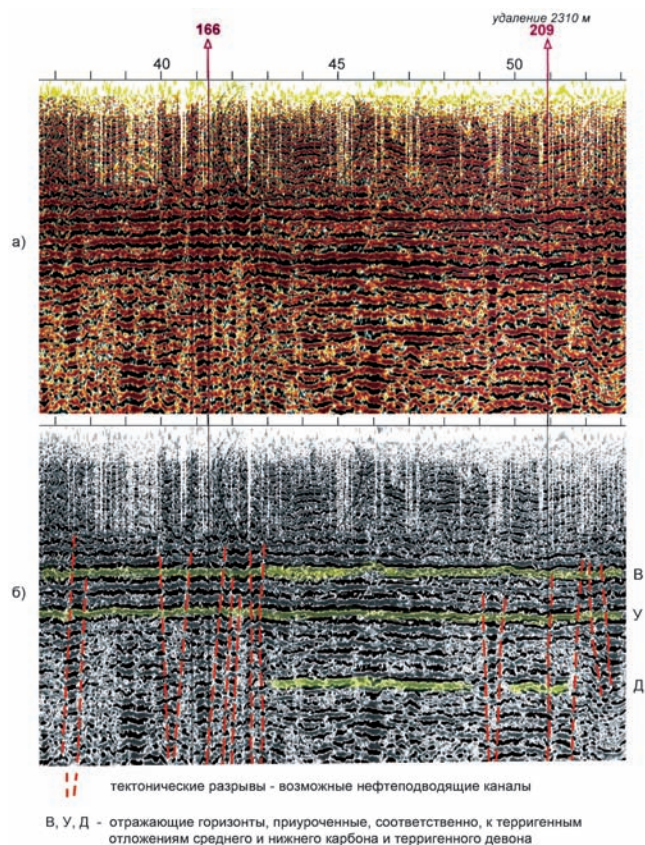 удаление 2310 м
166 209
40 45 50
а)
В
б)
У
Д
тектонические разрывы - возможные нефтеподводящие каналы
В, У, Д - отражающие горизонты, приуроченные, соответственно, к терригенным
отложениям среднего и нижнего карбона и терригенного девона